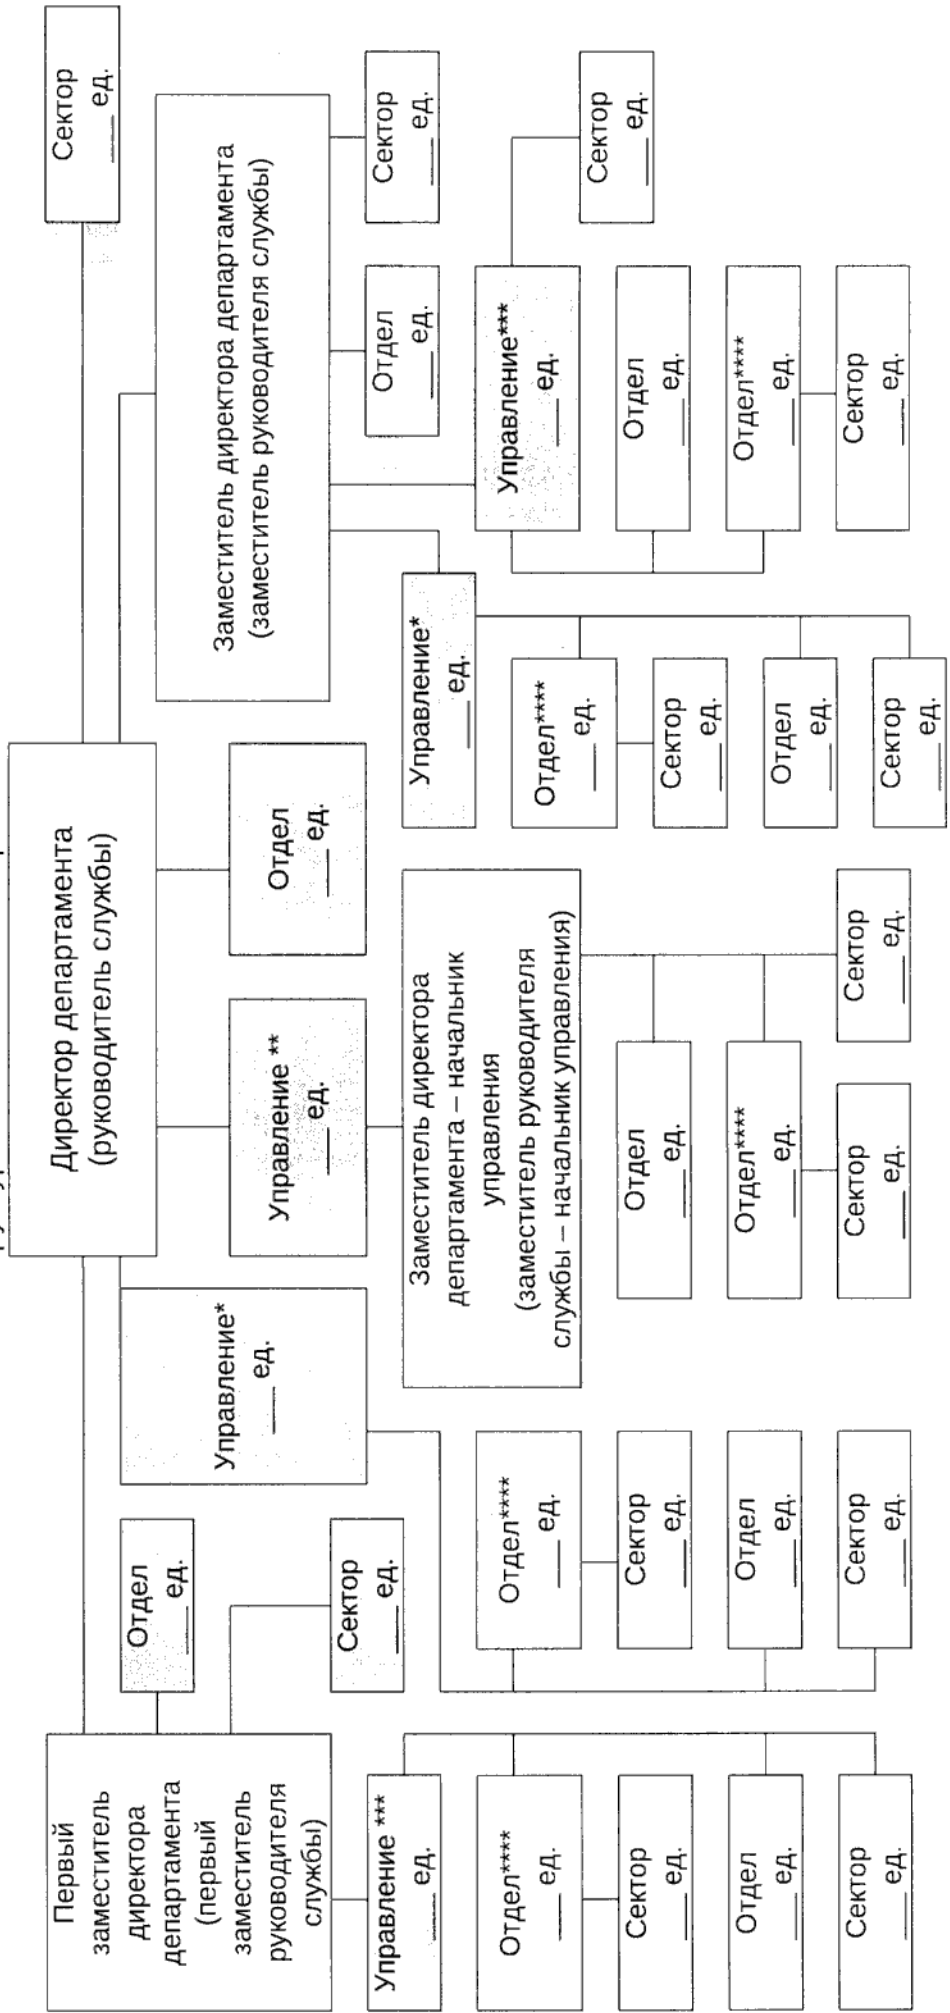 Директор департамента
(руководитель службы)
Сектор
___ ед.
Первый
заместитель
директора
департамента
(первый
заместитель
руководителя
службы)
Отдел
___ ед.
Сектор
___ ед.
Управление ***
___ ед.
Отдел****
___ ед.
Сектор
___ ед.
Отдел
___ ед.
Сектор
___ ед.
Управление*
___ ед.
Отдел****
___ ед.
Сектор
___ ед.
Отдел
___ ед.
Сектор
___ ед.
Управление **
___ ед.
Заместитель директора
департамента – начальник
управления
(заместитель руководителя
службы – начальник управления)
Отдел
___ ед.
Отдел****
___ ед.
Сектор
___ ед.
Сектор
___ ед.
Отдел
___ ед.
Заместитель директора департамента
(заместитель руководителя службы)
Отдел
___ ед.
Сектор
___ ед.
Управление*
___ ед.
Отдел****
___ ед.
Сектор
___ ед.
Отдел
___ ед.
Сектор
___ ед.
Управление***
___ ед.
Сектор
___ ед.
Отдел
___ ед.
Отдел****
___ ед.
Сектор
___ ед.